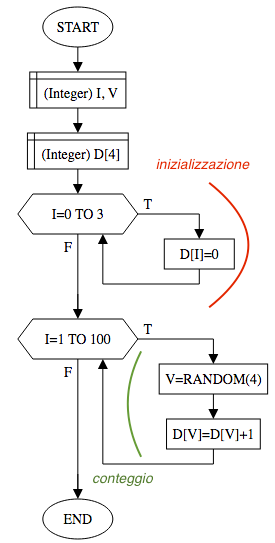 START
(Integer) I, V
(Integer) D[4]
inizializzazione
I=0 TO 3
T
F
D[I]=0
I=1 TO 100
T
F
V=RANDOM(4)
D[V]=D[V]+1
conteggio
END